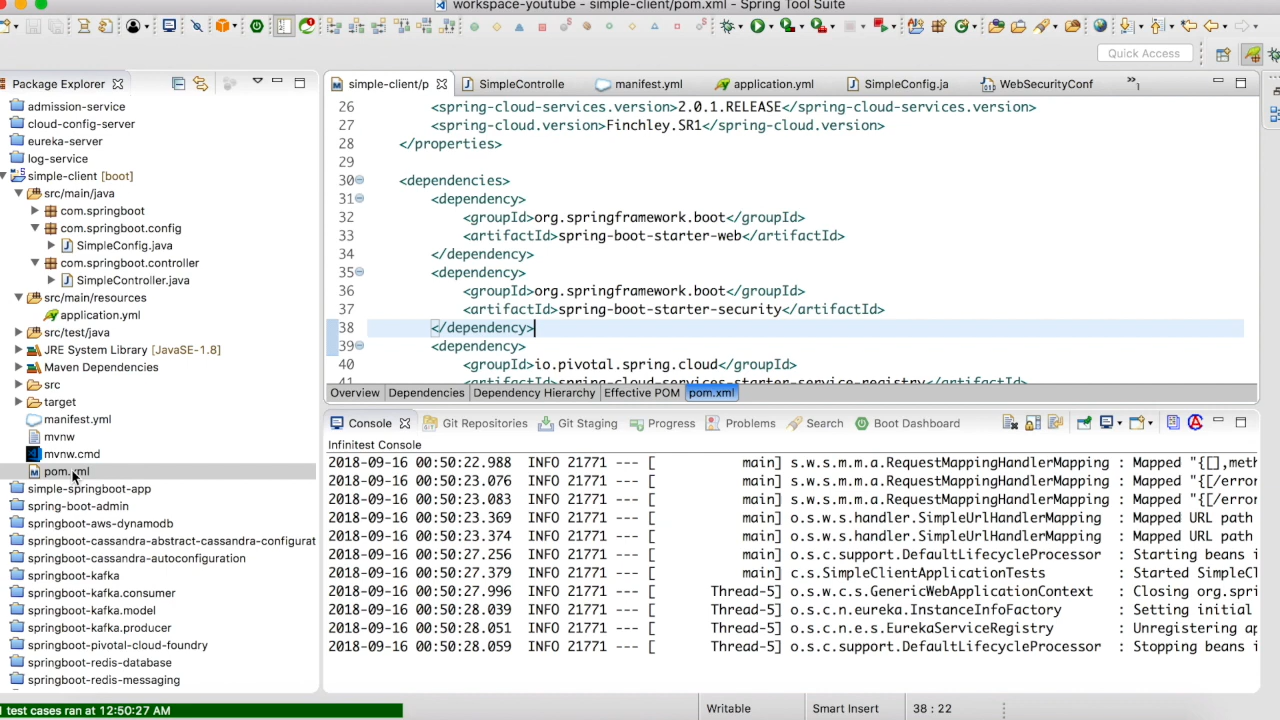 workspace-youtube - simple-client/pom.xml - Spring Tool Suite
Quick Access
Package Explorer
admission-service
cloud-config-server
eureka-server
log-service
simple-client [boot]
src/main/java
com.springboot
com.springboot.config
SimpleConfig.java
com.springboot.controller
SimpleController.java
src/main/resources
application.yml
src/test/java
JRE System Library [JavaSE-1.8]
Maven Dependencies
src
target
manifest.yml
mvnw
mvnw.cmd
pom.xml
simple-springboot-app
spring-boot-admin
springboot-aws-dynamodb
springboot-cassandra-abstract-cassandra-configurat
springboot-cassandra-autoconfiguration
springboot-kafka
springboot-kafka.consumer
springboot-kafka.model
springboot-kafka.producer
springboot-pivotal-cloud-foundry
springboot-redis-database
springboot-redis-messaging
simple-client/p SimpleControlle manifest.yml application.yml SimpleConfig.ja WebSecurityConf »1
26 <spring-cloud-services.version>2.0.1.RELEASE</spring-cloud-services.version>
27 <spring-cloud.version>Finchley.SR1</spring-cloud.version>
28 </properties>
29
30 <dependencies>
31 <dependency>
32 <groupId>org.springframework.boot</groupId>
33 <artifactId>spring-boot-starter-web</artifactId>
34 </dependency>
35 <dependency>
36 <groupId>org.springframework.boot</groupId>
37 <artifactId>spring-boot-starter-security</artifactId>
38 </dependency>
39 <dependency>
40 <groupId>io.pivotal.spring.cloud</groupId>
41 <artifactId>spring-cloud-services-starter-service-registry</artifactId>
Overview Dependencies Dependency Hierarchy Effective POM pom.xml
Console Git Repositories Git Staging Progress Problems Search Boot Dashboard
Infinitest Console
2018-09-16 00:50:22.988 INFO 21771 --- [ main] s.w.s.m.m.a.RequestMappingHandlerMapping : Mapped "{[],meth
2018-09-16 00:50:23.076 INFO 21771 --- [ main] s.w.s.m.m.a.RequestMappingHandlerMapping : Mapped "{[/error
2018-09-16 00:50:23.083 INFO 21771 --- [ main] s.w.s.m.m.a.RequestMappingHandlerMapping : Mapped "{[/error
2018-09-16 00:50:23.369 INFO 21771 --- [ main] o.s.w.s.handler.SimpleUrlHandlerMapping : Mapped URL path
2018-09-16 00:50:23.374 INFO 21771 --- [ main] o.s.w.s.handler.SimpleUrlHandlerMapping : Mapped URL path
2018-09-16 00:50:27.256 INFO 21771 --- [ main] o.s.c.support.DefaultLifecycleProcessor : Starting beans i
2018-09-16 00:50:27.379 INFO 21771 --- [ main] c.s.SimpleClientApplicationTests : Started SimpleCl
2018-09-16 00:50:27.996 INFO 21771 --- [ Thread-5] o.s.w.c.s.GenericWebApplicationContext : Closing org.spri
2018-09-16 00:50:28.039 INFO 21771 --- [ Thread-5] o.s.c.n.eureka.InstanceInfoFactory : Setting initial
2018-09-16 00:50:28.051 INFO 21771 --- [ Thread-5] o.s.c.n.e.s.EurekaServiceRegistry : Unregistering ap
2018-09-16 00:50:28.059 INFO 21771 --- [ Thread-5] o.s.c.support.DefaultLifecycleProcessor : Stopping beans i
1 test cases ran at 12:50:27 AM
Writable Smart Insert 38 : 22